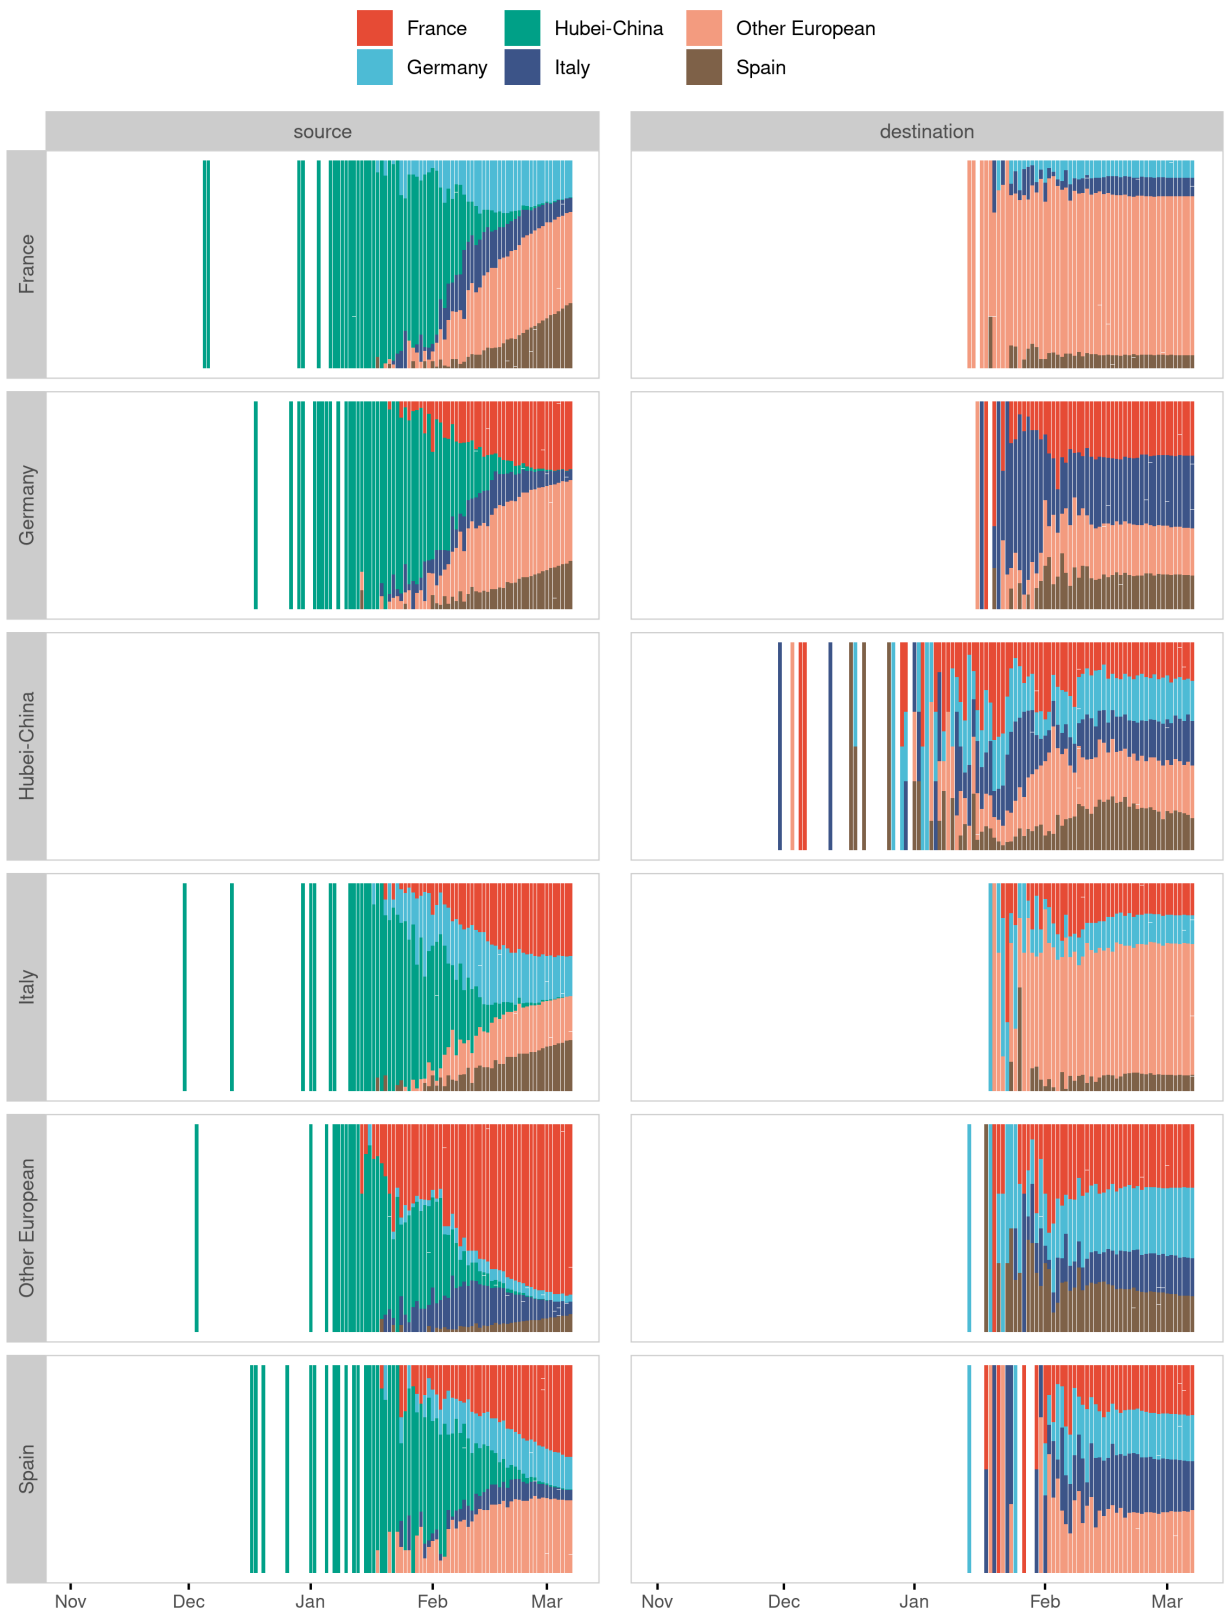 France
Hubei-China
Other European
Germany
Italy
Spain
source
destination
France
Germany
Hubei-China
Italy
Other European
Spain
Nov
Dec
Jan
Feb
Mar
Nov
Dec
Jan
Feb
Mar